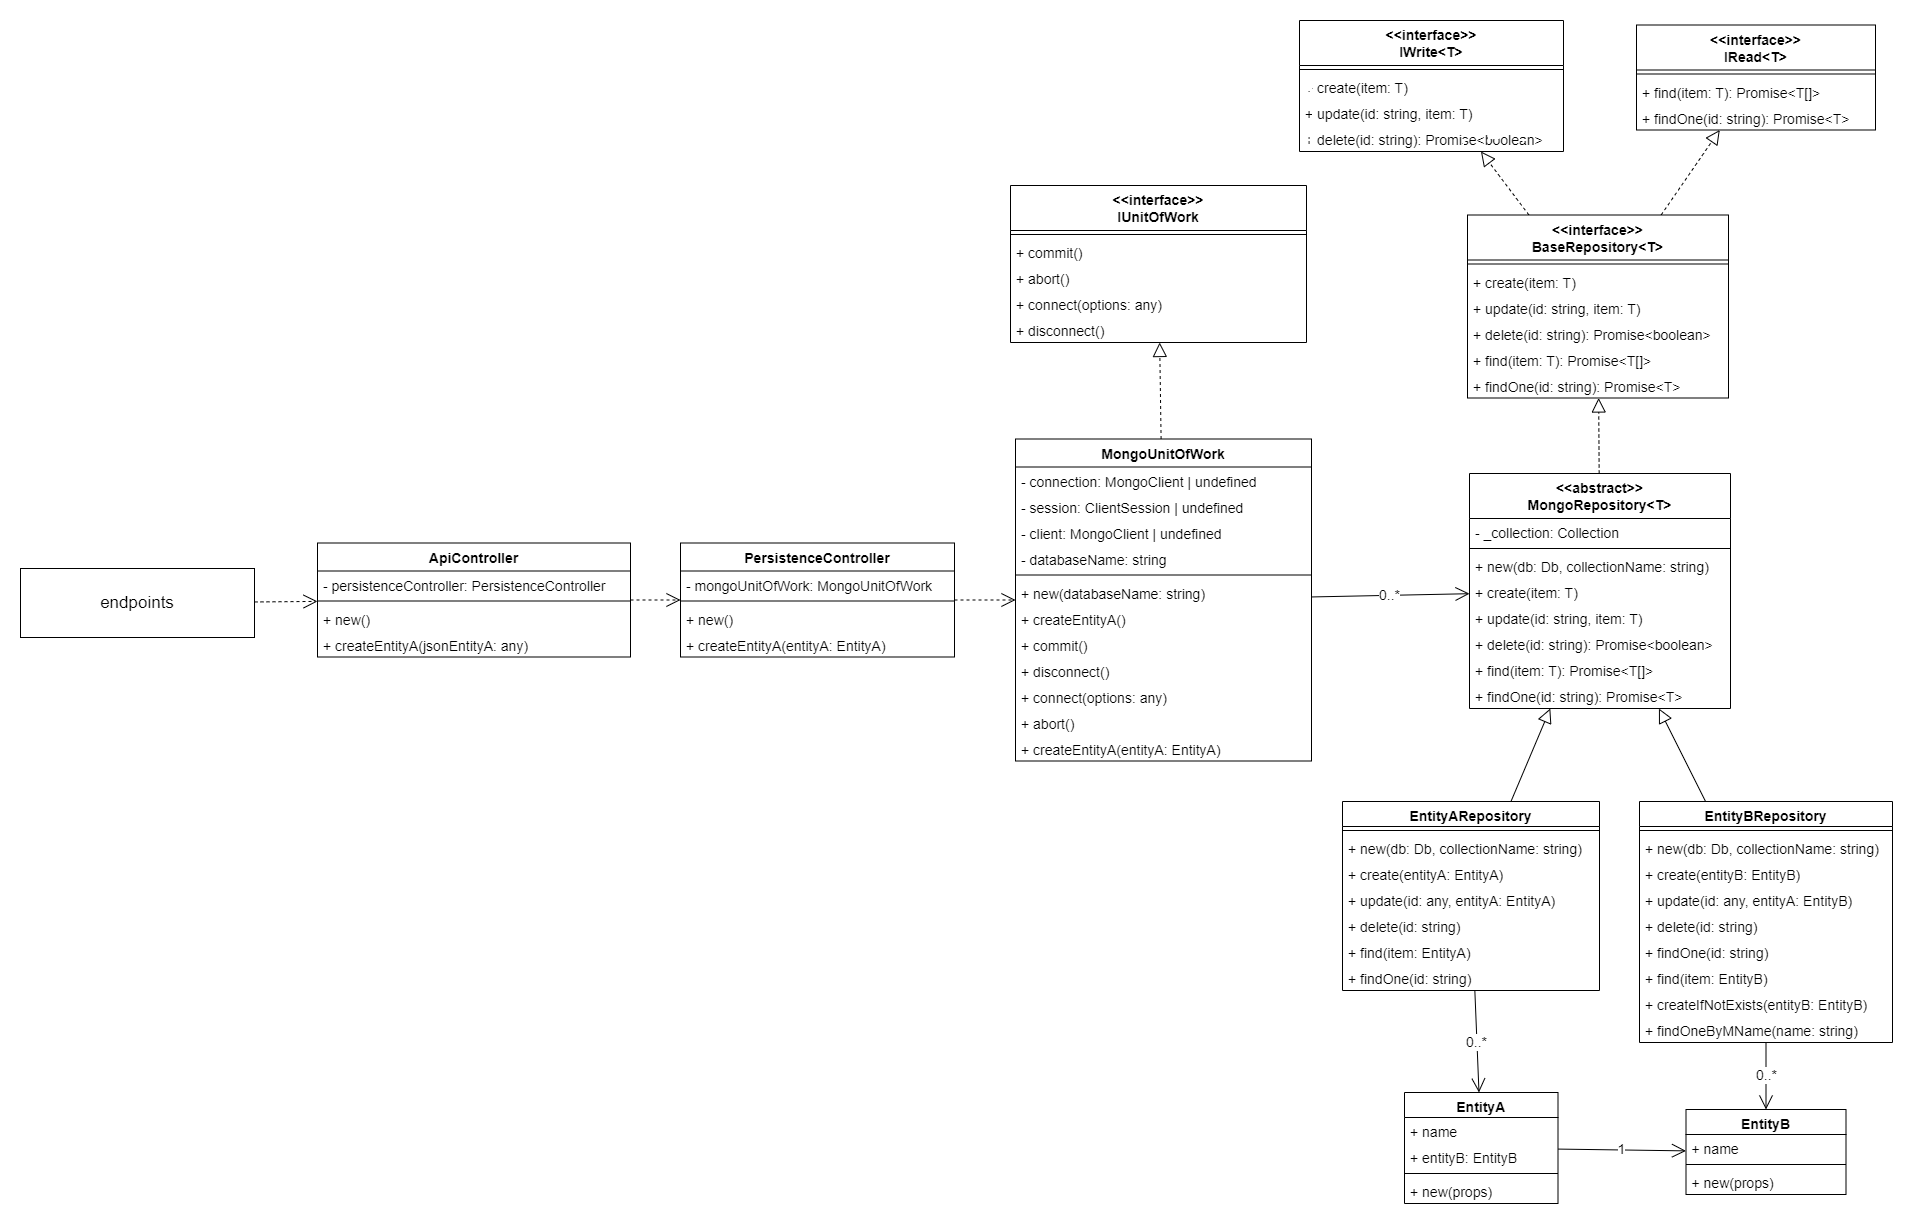 <<interface>>
IWrite<T>
create(item: T)
+ update(id: string, item: T)
delete(id: string): Promise<boolean>
<<interface>>
IRead<T>
+ find(item: T): Promise<T[]>
+ findOne(id: string): Promise<T>
<<interface>>
IUnitOfWork
+ commit()
+ abort()
+ connect(options: any)
+ disconnect()
<<interface>>
BaseRepository<T>
+ create(item: T)
+ update(id: string, item: T)
+ delete(id: string): Promise<boolean>
+ find(item: T): Promise<T[]>
+ findOne(id: string): Promise<T>
endpoints
ApiController
- persistenceController: PersistenceController
+ new()
+ createEntityA(jsonEntityA: any)
PersistenceController
- mongoUnitOfWork: MongoUnitOfWork
+ new()
+ createEntityA(entityA: EntityA)
MongoUnitOfWork
- connection: MongoClient | undefined
- session: ClientSession | undefined
- client: MongoClient | undefined
- databaseName: string
+ new(databaseName: string)
+ createEntityA()
+ commit()
+ disconnect()
+ connect(options: any)
+ abort()
+ createEntityA(entityA: EntityA)
0..*
<<abstract>>
MongoRepository<T>
- _collection: Collection
+ new(db: Db, collectionName: string)
+ create(item: T)
+ update(id: string, item: T)
+ delete(id: string): Promise<boolean>
+ find(item: T): Promise<T[]>
+ findOne(id: string): Promise<T>
EntityARepository
+ new(db: Db, collectionName: string)
+ create(entityA: EntityA)
+ update(id: any, entityA: EntityA)
+ delete(id: string)
+ find(item: EntityA)
+ findOne(id: string)
EntityBRepository
+ new(db: Db, collectionName: string)
+ create(entityB: EntityB)
+ update(id: any, entityA: EntityB)
+ delete(id: string)
+ findOne(id: string)
+ find(item: EntityB)
+ createIfNotExists(entityB: EntityB)
+ findOneByMName(name: string)
0..*
0..*
EntityA
+ name
+ entityB: EntityB
+ new(props)
1
EntityB
+ name
+ new(props)